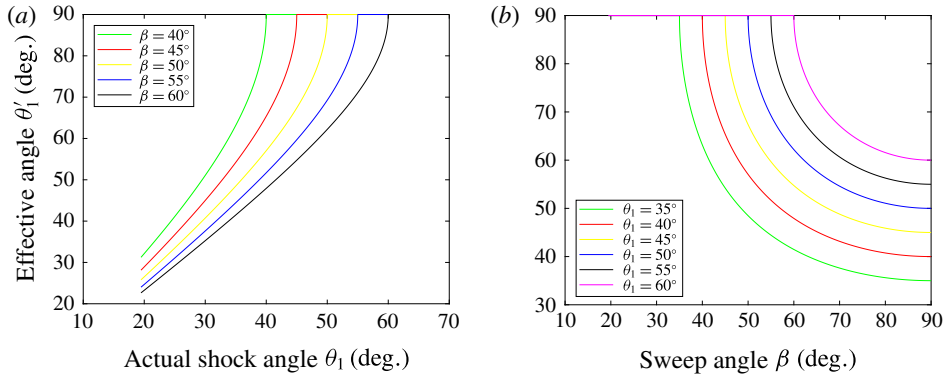 (a)
Effective angle θ′₁ (deg.)
90
80
70
60
50
40
30
20
β = 40°
β = 45°
β = 50°
β = 55°
β = 60°
10 20 30 40 50 60 70
Actual shock angle θ₁ (deg.)
(b)
90
80
70
60
50
40
30
θ₁ = 35°
θ₁ = 40°
θ₁ = 45°
θ₁ = 50°
θ₁ = 55°
θ₁ = 60°
10 20 30 40 50 60 70 80 90
Sweep angle β (deg.)